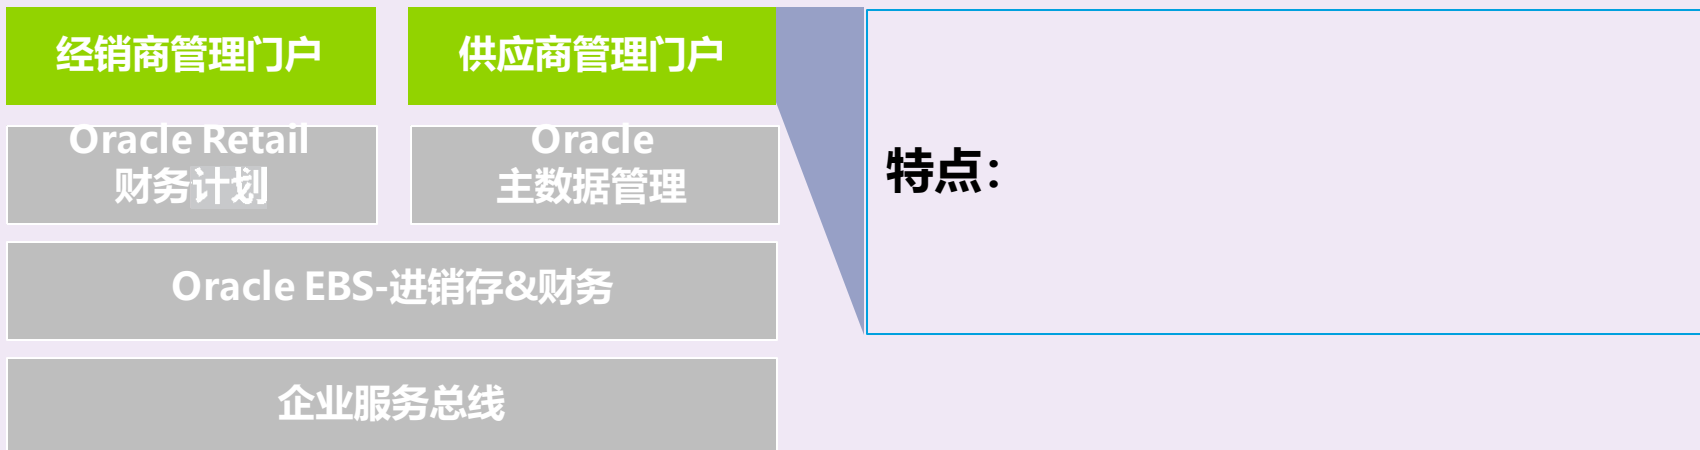 经销商管理门户
供应商管理门户
Oracle Retail
财务计划
Oracle
主数据管理
特点：
Oracle EBS-进销存&财务
企业服务总线